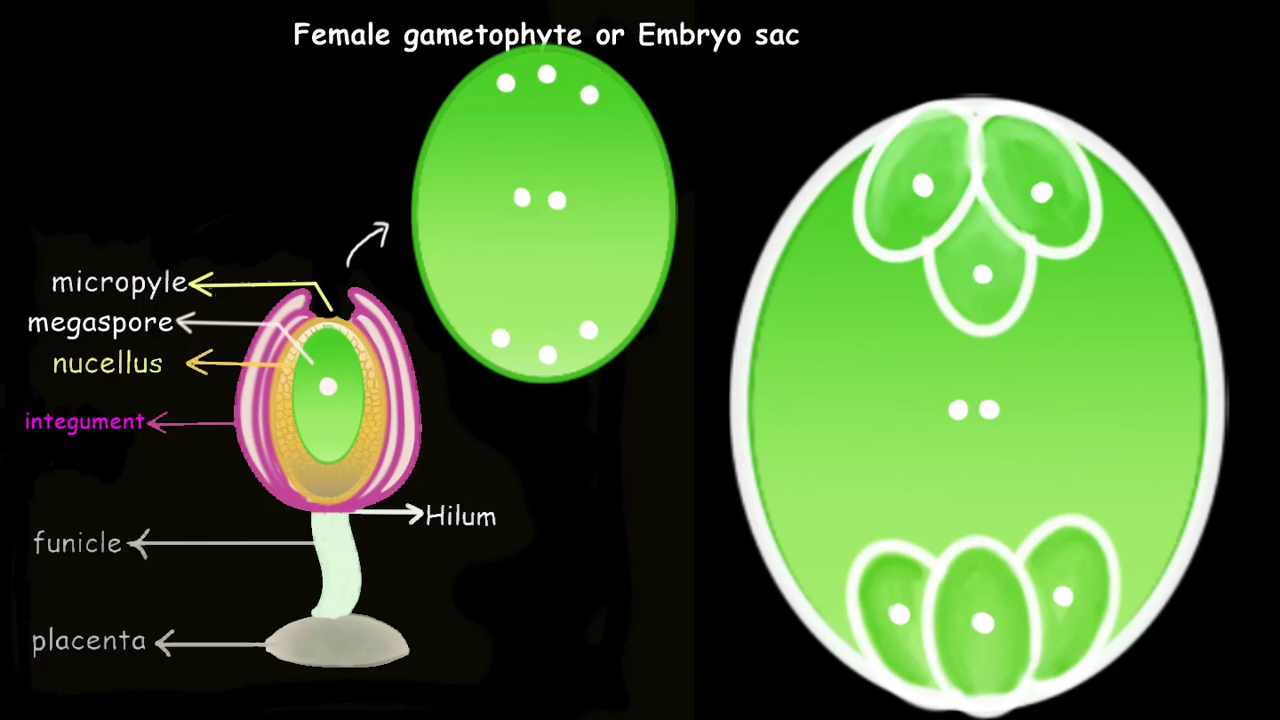 Female gametophyte or Embryo sac
micropyle
megaspore
nucellus
integument
Hilum
funicle
placenta